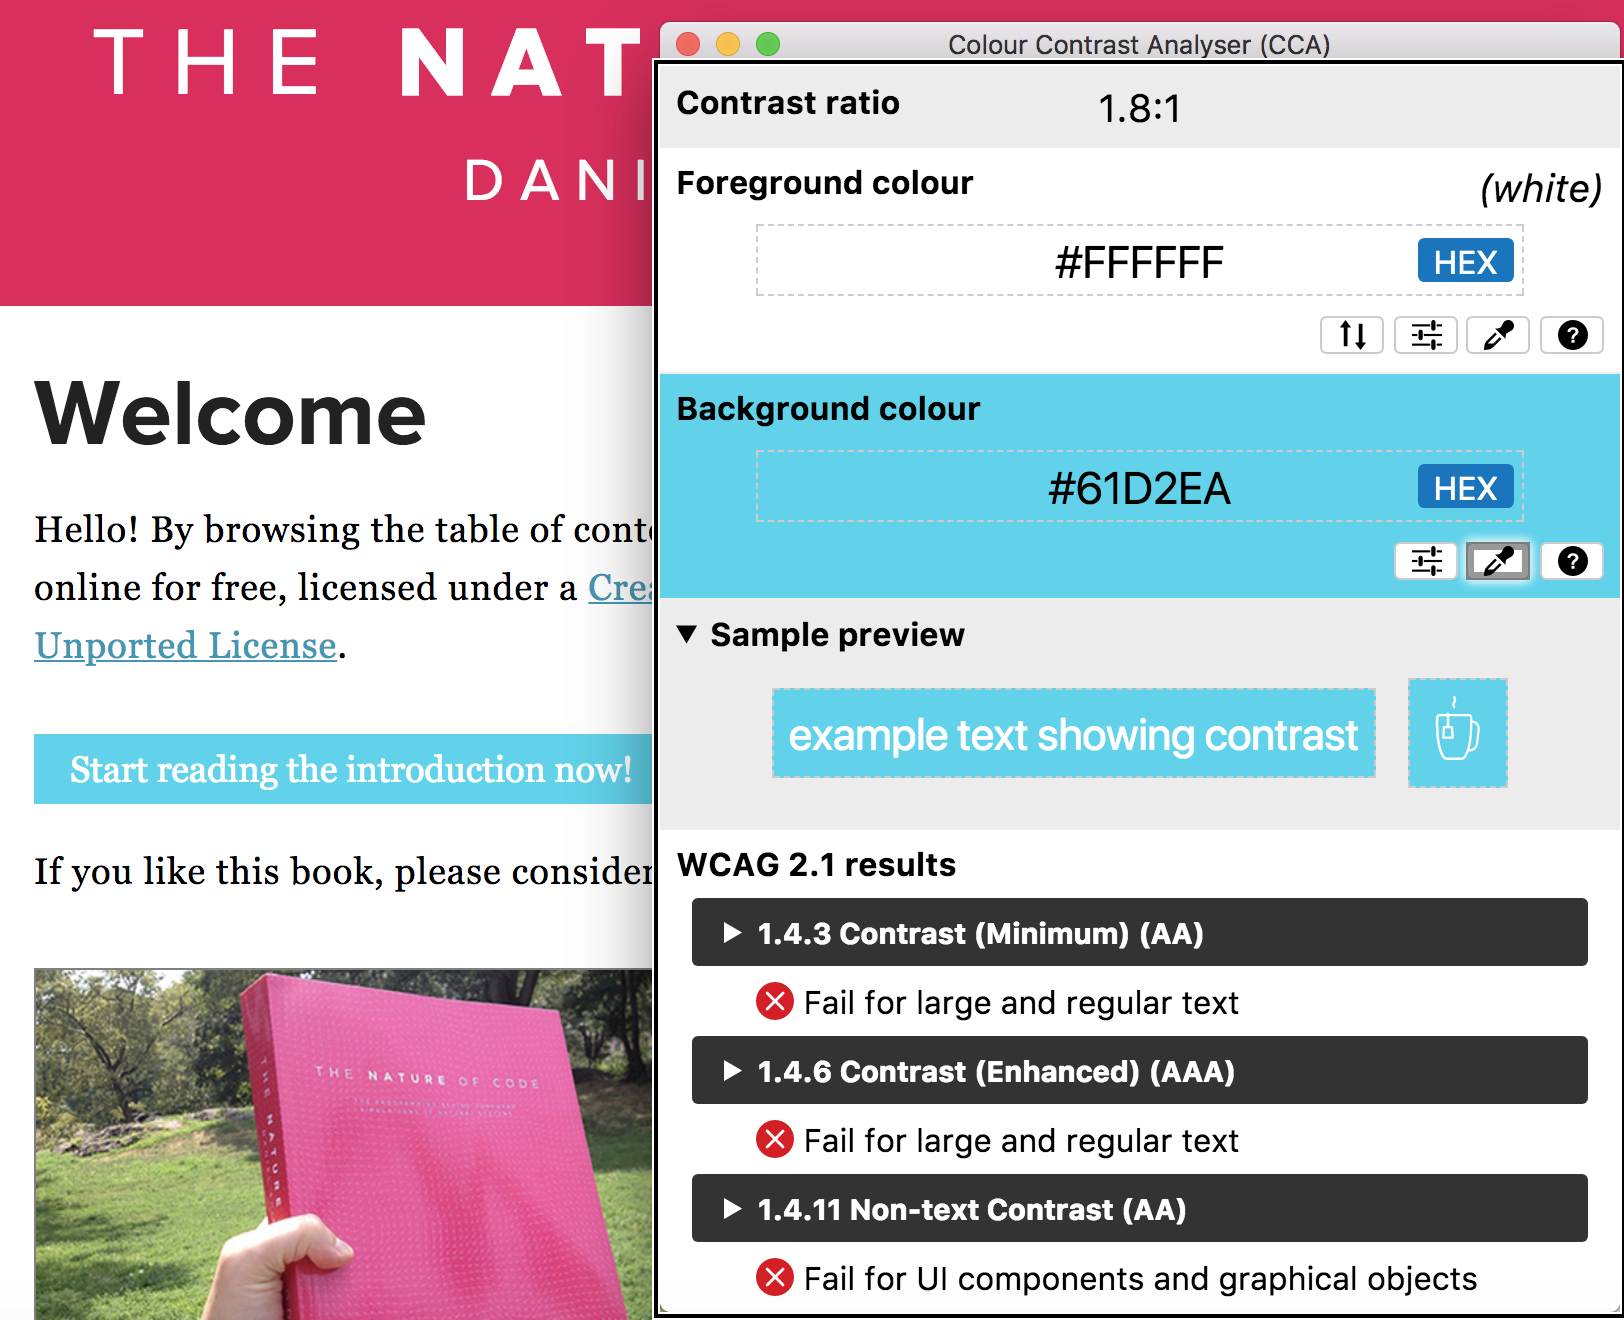 THE NAT
DANI
Welcome
Hello! By browsing the table of conte
online for free, licensed under a Crea
Unported License.
Start reading the introduction now!
If you like this book, please consider
THE NATURE OF CODE
THE NATURE
Colour Contrast Analyser (CCA)
Contrast ratio 1.8:1
Foreground colour (white)
#FFFFFF HEX
?
Background colour
#61D2EA HEX
?
▼ Sample preview
example text showing contrast
WCAG 2.1 results
▶ 1.4.3 Contrast (Minimum) (AA)
Fail for large and regular text
▶ 1.4.6 Contrast (Enhanced) (AAA)
Fail for large and regular text
▶ 1.4.11 Non-text Contrast (AA)
Fail for UI components and graphical objects